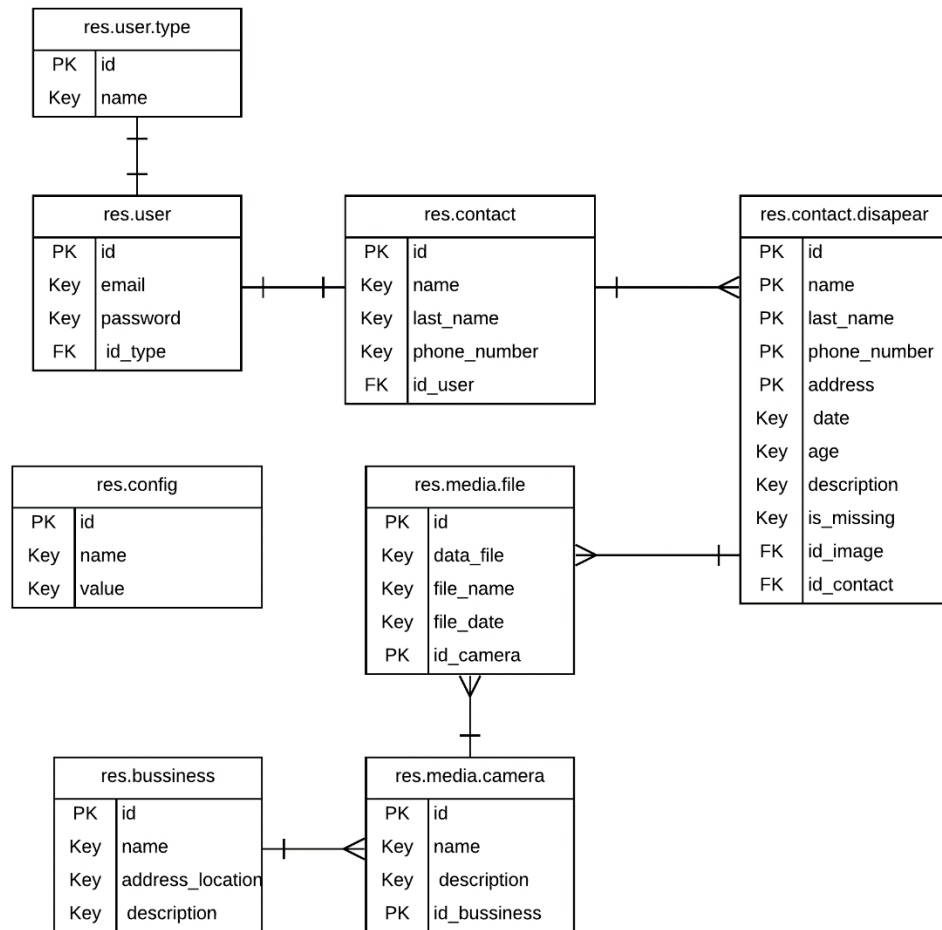 res.user.type
PK id
Key name
res.user
PK id
Key email
Key password
FK id_type
res.contact
PK id
Key name
Key last_name
Key phone_number
FK id_user
res.contact.disapear
PK id
PK name
PK last_name
PK phone_number
PK address
Key date
Key age
Key description
Key is_missing
FK id_image
FK id_contact
res.config
PK id
Key name
Key value
res.media.file
PK id
Key data_file
Key file_name
Key file_date
PK id_camera
res.bussiness
PK id
Key name
Key address_location
Key description
res.media.camera
PK id
Key name
Key description
PK id_bussiness